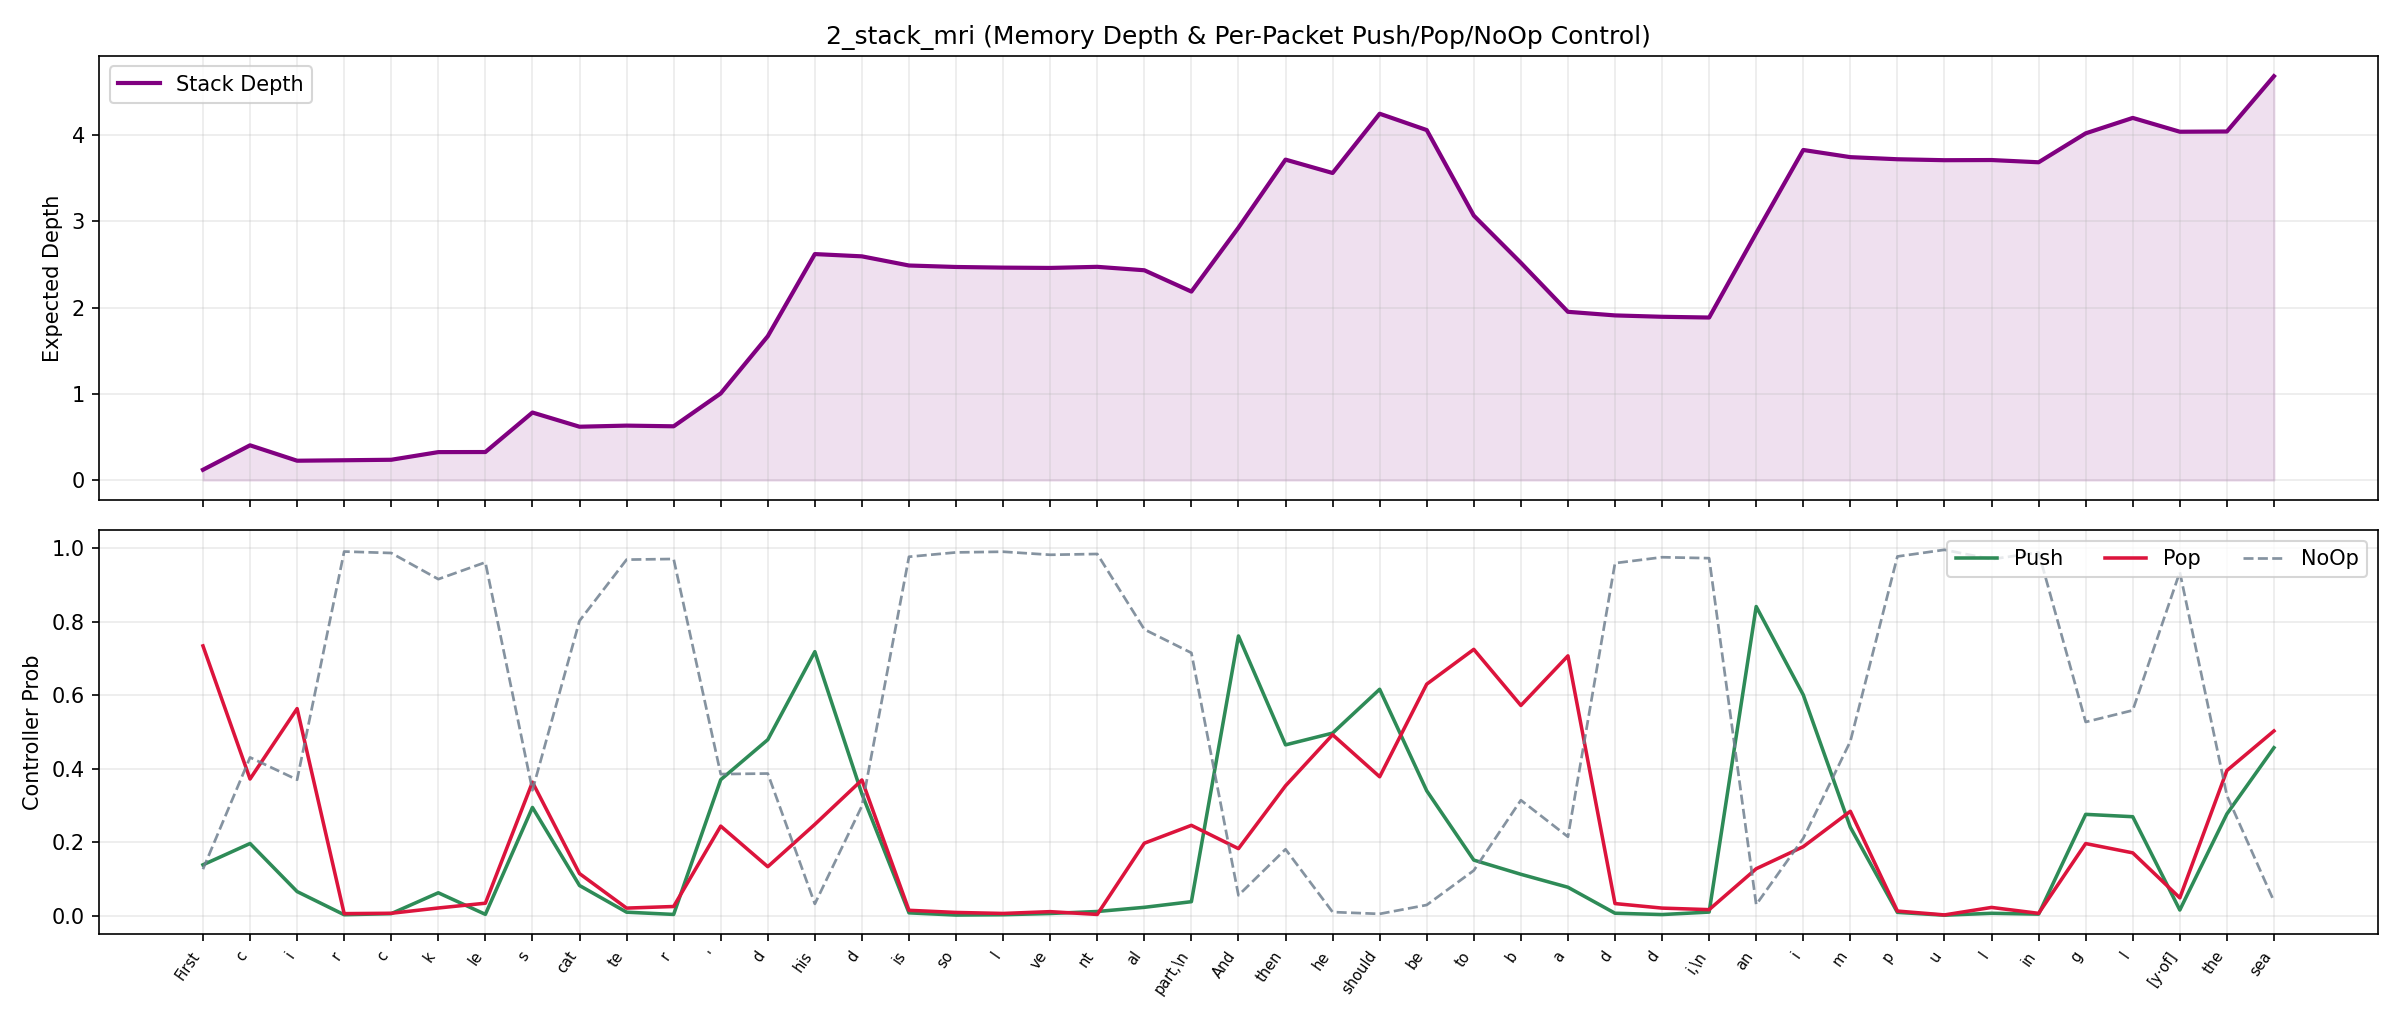 2_stack_mri (Memory Depth & Per-Packet Push/Pop/NoOp Control)
Stack Depth
Expected Depth
4
3
2
1
0
Push Pop NoOp
Controller Prob
1.0
0.8
0.6
0.4
0.2
0.0
First c i r c k le s cat te r ' d his d is so l ve nt al part,\n And then he should be to b a d d i,\n an i m p u l in g l [y·of] the sea